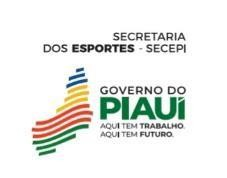 SECRETARIA
DOS ESPORTES - SECEPI
GOVERNO DO
PIAUÍ
AQUI TEM TRABALHO.
AQUI TEM FUTURO.